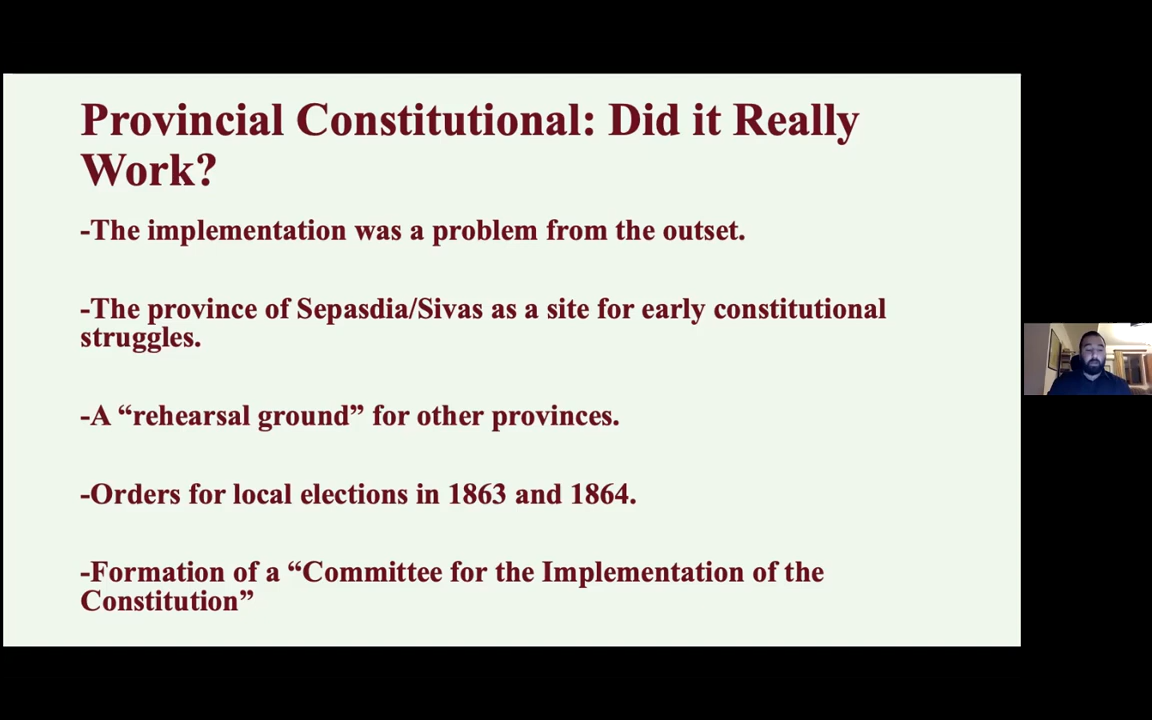 Provincial Constitutional: Did it Really
Work?
-The implementation was a problem from the outset.
-The province of Sepasdia/Sivas as a site for early constitutional
struggles.
-A “rehearsal ground” for other provinces.
-Orders for local elections in 1863 and 1864.
-Formation of a “Committee for the Implementation of the
Constitution”